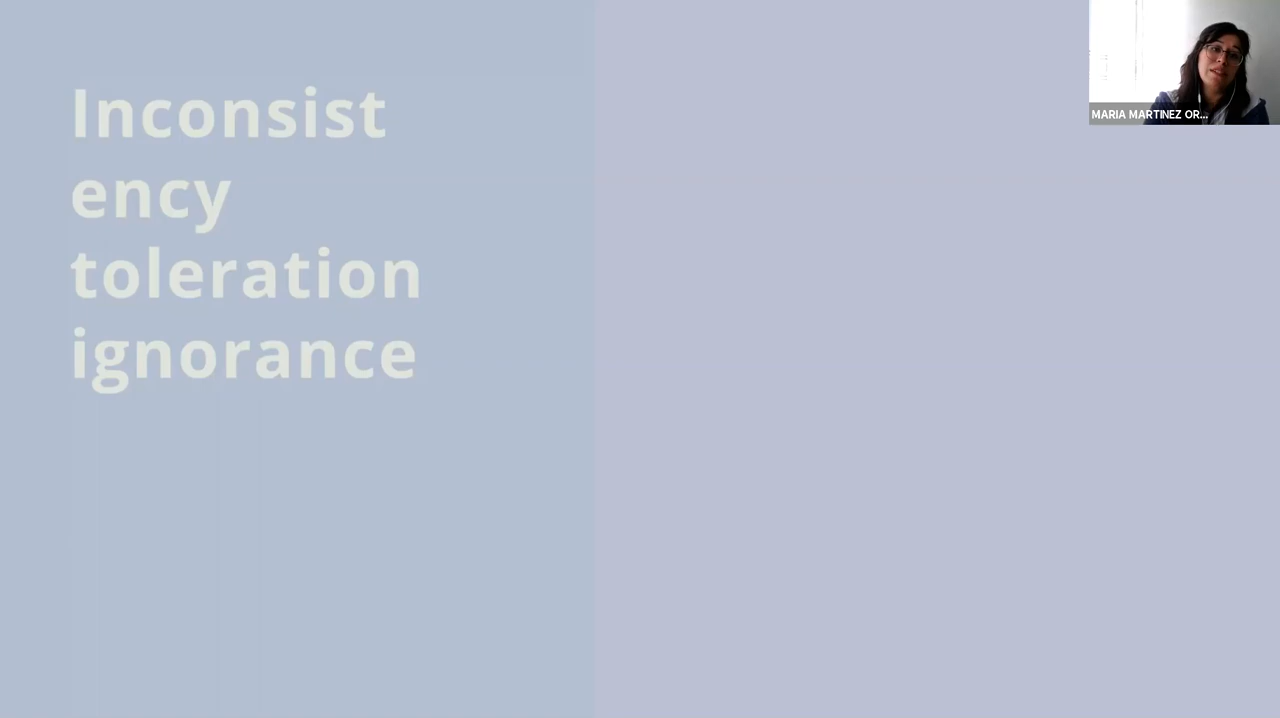 Inconsist
ency
toleration
ignorance
MARIA MARTINEZ OR...